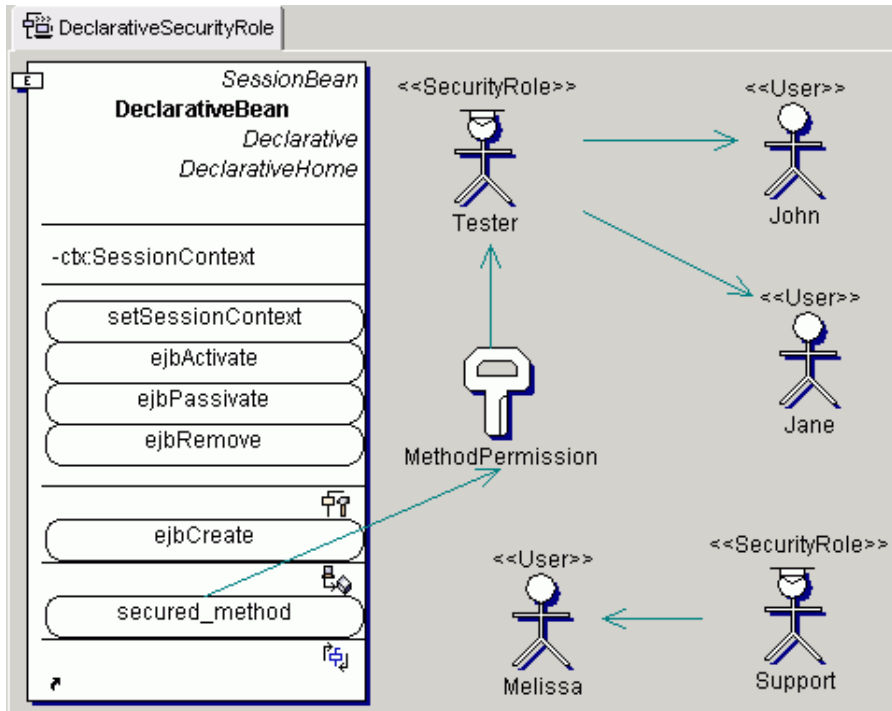 DeclarativeSecurityRole
E
SessionBean
DeclarativeBean
Declarative
DeclarativeHome
-ctx:SessionContext
setSessionContext
ejbActivate
ejbPassivate
ejbRemove
ejbCreate
secured_method
<<SecurityRole>>
Tester
<<User>>
John
<<User>>
Jane
MethodPermission
<<User>>
Melissa
<<SecurityRole>>
Support